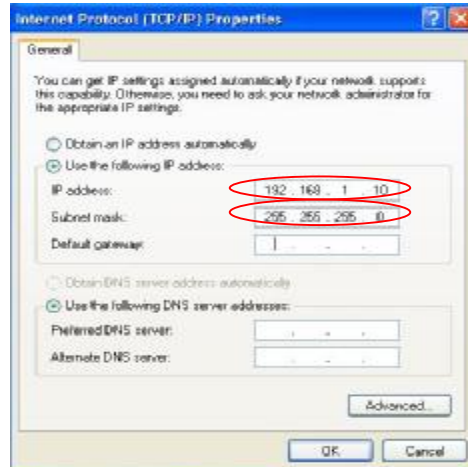 Internet Protocol (TCP/IP) Properties
General
You can get IP settings assigned automatically if your network supports
this capability. Otherwise, you need to ask your network administrator for
the appropriate IP settings.
Obtain an IP address automatically
Use the following IP address:
IP address: 192 . 168 . 1 . 10
Subnet mask: 255 . 255 . 255 . 0
Default gateway: . . .
Obtain DNS server address automatically
Use the following DNS server addresses:
Preferred DNS server: . . .
Alternate DNS server: . . .
Advanced...
OK Cancel